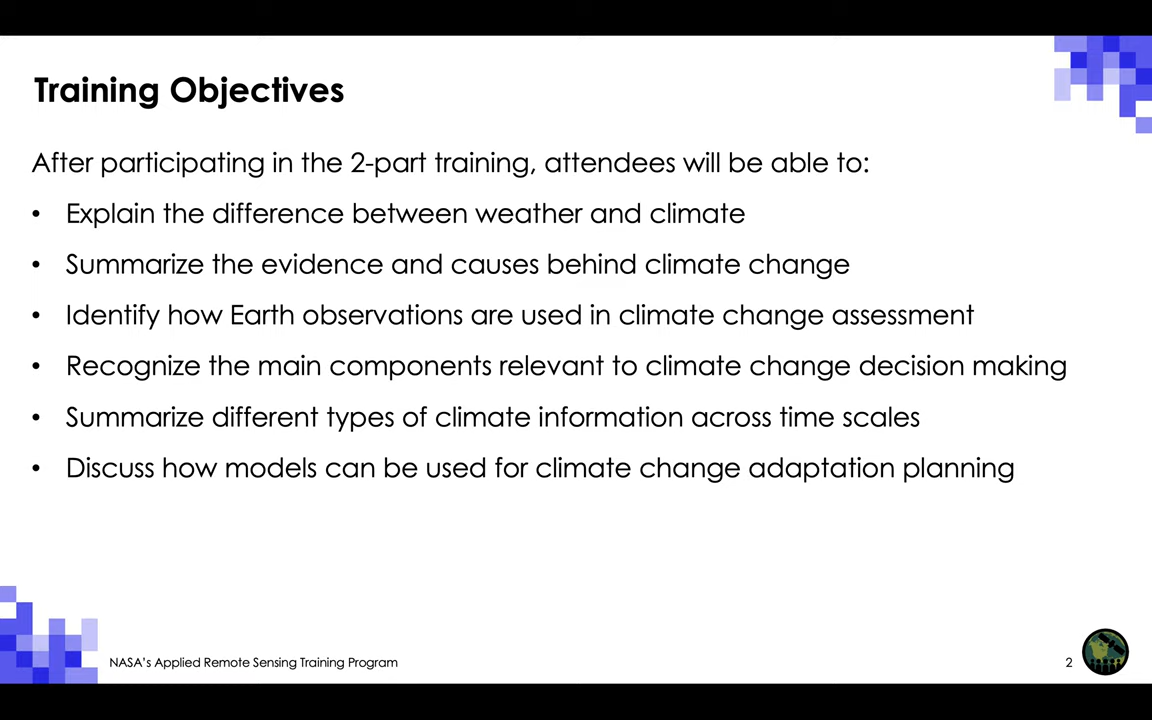 Training Objectives
After participating in the 2-part training, attendees will be able to:
• Explain the difference between weather and climate
• Summarize the evidence and causes behind climate change
• Identify how Earth observations are used in climate change assessment
• Recognize the main components relevant to climate change decision making
• Summarize different types of climate information across time scales
• Discuss how models can be used for climate change adaptation planning
NASA's Applied Remote Sensing Training Program
2